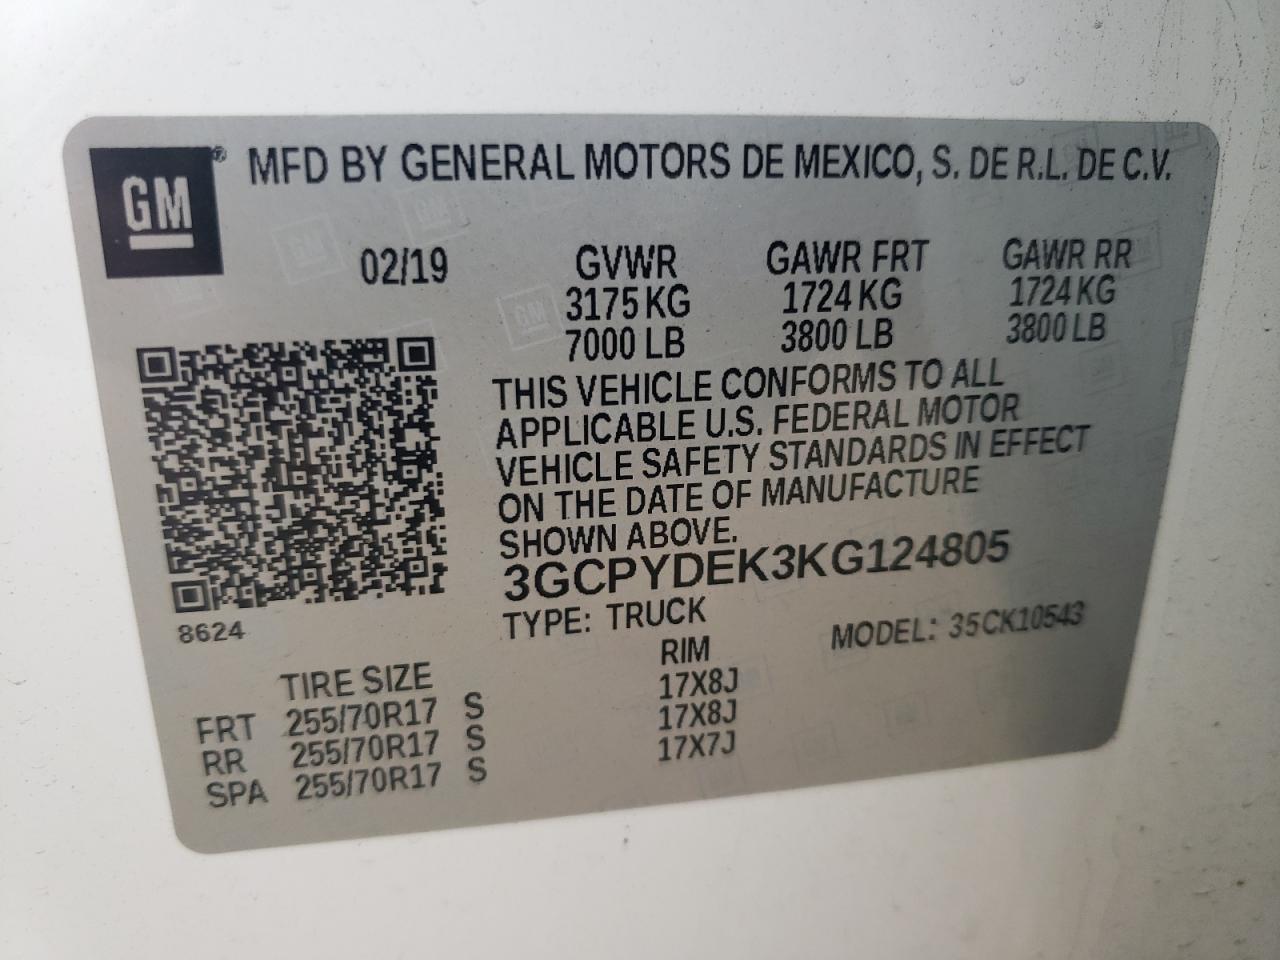 GM ® MFD BY GENERAL MOTORS DE MEXICO, S. DE R.L. DE C.V.
02/19 GVWR GAWR FRT GAWR RR
3175 KG 1724 KG 1724 KG
7000 LB 3800 LB 3800 LB
THIS VEHICLE CONFORMS TO ALL
APPLICABLE U.S. FEDERAL MOTOR
VEHICLE SAFETY STANDARDS IN EFFECT
ON THE DATE OF MANUFACTURE
SHOWN ABOVE.
3GCPYDEK3KG124805
8624 TYPE: TRUCK MODEL: 35CK10543
TIRE SIZE RIM
FRT 255/70R17 S 17X8J
RR 255/70R17 S 17X8J
SPA 255/70R17 S 17X7J